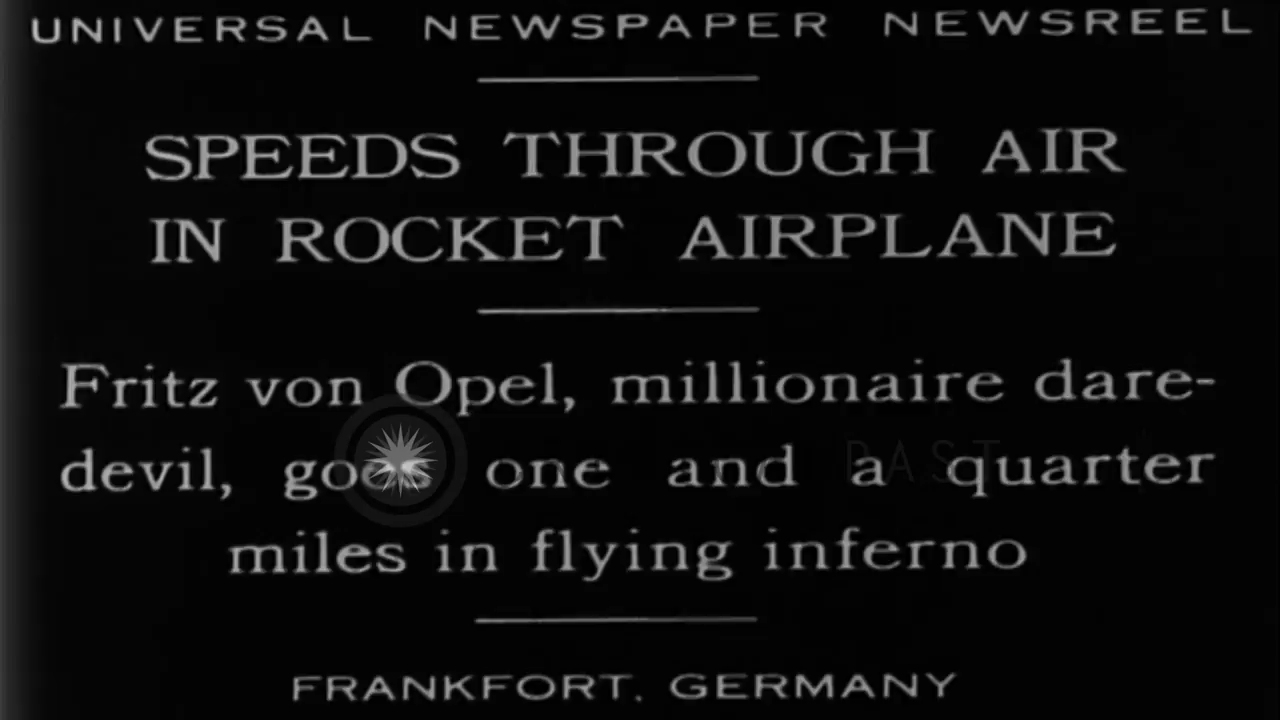 UNIVERSAL NEWSPAPER NEWSREEL
SPEEDS THROUGH AIR
IN ROCKET AIRPLANE
Fritz von Opel, millionaire dare-
devil, goes one and a quarter
miles in flying inferno
FRANKFORT, GERMANY
PAST